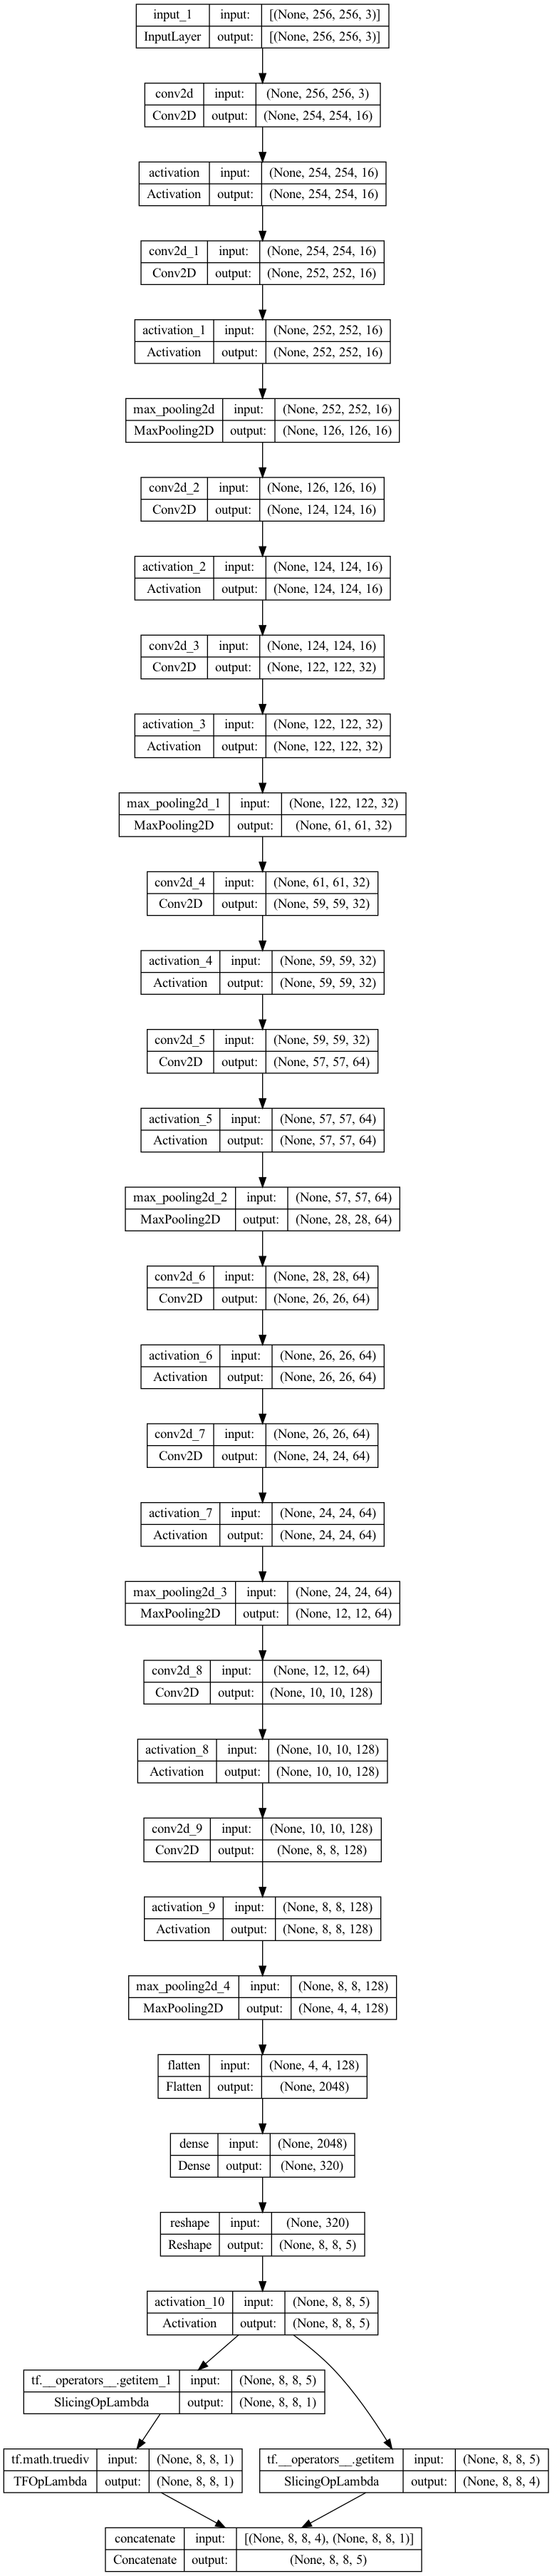 input_1 input: [(None, 256, 256, 3)]
InputLayer output: [(None, 256, 256, 3)]
conv2d input: (None, 256, 256, 3)
Conv2D output: (None, 254, 254, 16)
activation input: (None, 254, 254, 16)
Activation output: (None, 254, 254, 16)
conv2d_1 input: (None, 254, 254, 16)
Conv2D output: (None, 252, 252, 16)
activation_1 input: (None, 252, 252, 16)
Activation output: (None, 252, 252, 16)
max_pooling2d input: (None, 252, 252, 16)
MaxPooling2D output: (None, 126, 126, 16)
conv2d_2 input: (None, 126, 126, 16)
Conv2D output: (None, 124, 124, 16)
activation_2 input: (None, 124, 124, 16)
Activation output: (None, 124, 124, 16)
conv2d_3 input: (None, 124, 124, 16)
Conv2D output: (None, 122, 122, 32)
activation_3 input: (None, 122, 122, 32)
Activation output: (None, 122, 122, 32)
max_pooling2d_1 input: (None, 122, 122, 32)
MaxPooling2D output: (None, 61, 61, 32)
conv2d_4 input: (None, 61, 61, 32)
Conv2D output: (None, 59, 59, 32)
activation_4 input: (None, 59, 59, 32)
Activation output: (None, 59, 59, 32)
conv2d_5 input: (None, 59, 59, 32)
Conv2D output: (None, 57, 57, 64)
activation_5 input: (None, 57, 57, 64)
Activation output: (None, 57, 57, 64)
max_pooling2d_2 input: (None, 57, 57, 64)
MaxPooling2D output: (None, 28, 28, 64)
conv2d_6 input: (None, 28, 28, 64)
Conv2D output: (None, 26, 26, 64)
activation_6 input: (None, 26, 26, 64)
Activation output: (None, 26, 26, 64)
conv2d_7 input: (None, 26, 26, 64)
Conv2D output: (None, 24, 24, 64)
activation_7 input: (None, 24, 24, 64)
Activation output: (None, 24, 24, 64)
max_pooling2d_3 input: (None, 24, 24, 64)
MaxPooling2D output: (None, 12, 12, 64)
conv2d_8 input: (None, 12, 12, 64)
Conv2D output: (None, 10, 10, 128)
activation_8 input: (None, 10, 10, 128)
Activation output: (None, 10, 10, 128)
conv2d_9 input: (None, 10, 10, 128)
Conv2D output: (None, 8, 8, 128)
activation_9 input: (None, 8, 8, 128)
Activation output: (None, 8, 8, 128)
max_pooling2d_4 input: (None, 8, 8, 128)
MaxPooling2D output: (None, 4, 4, 128)
flatten input: (None, 4, 4, 128)
Flatten output: (None, 2048)
dense input: (None, 2048)
Dense output: (None, 320)
reshape input: (None, 320)
Reshape output: (None, 8, 8, 5)
activation_10 input: (None, 8, 8, 5)
Activation output: (None, 8, 8, 5)
tf.__operators__.getitem_1 input: (None, 8, 8, 5)
SlicingOpLambda output: (None, 8, 8, 1)
tf.math.truediv input: (None, 8, 8, 1)
TFOpLambda output: (None, 8, 8, 1)
tf.__operators__.getitem input: (None, 8, 8, 5)
SlicingOpLambda output: (None, 8, 8, 4)
concatenate input: [(None, 8, 8, 4), (None, 8, 8, 1)]
Concatenate output: (None, 8, 8, 5)